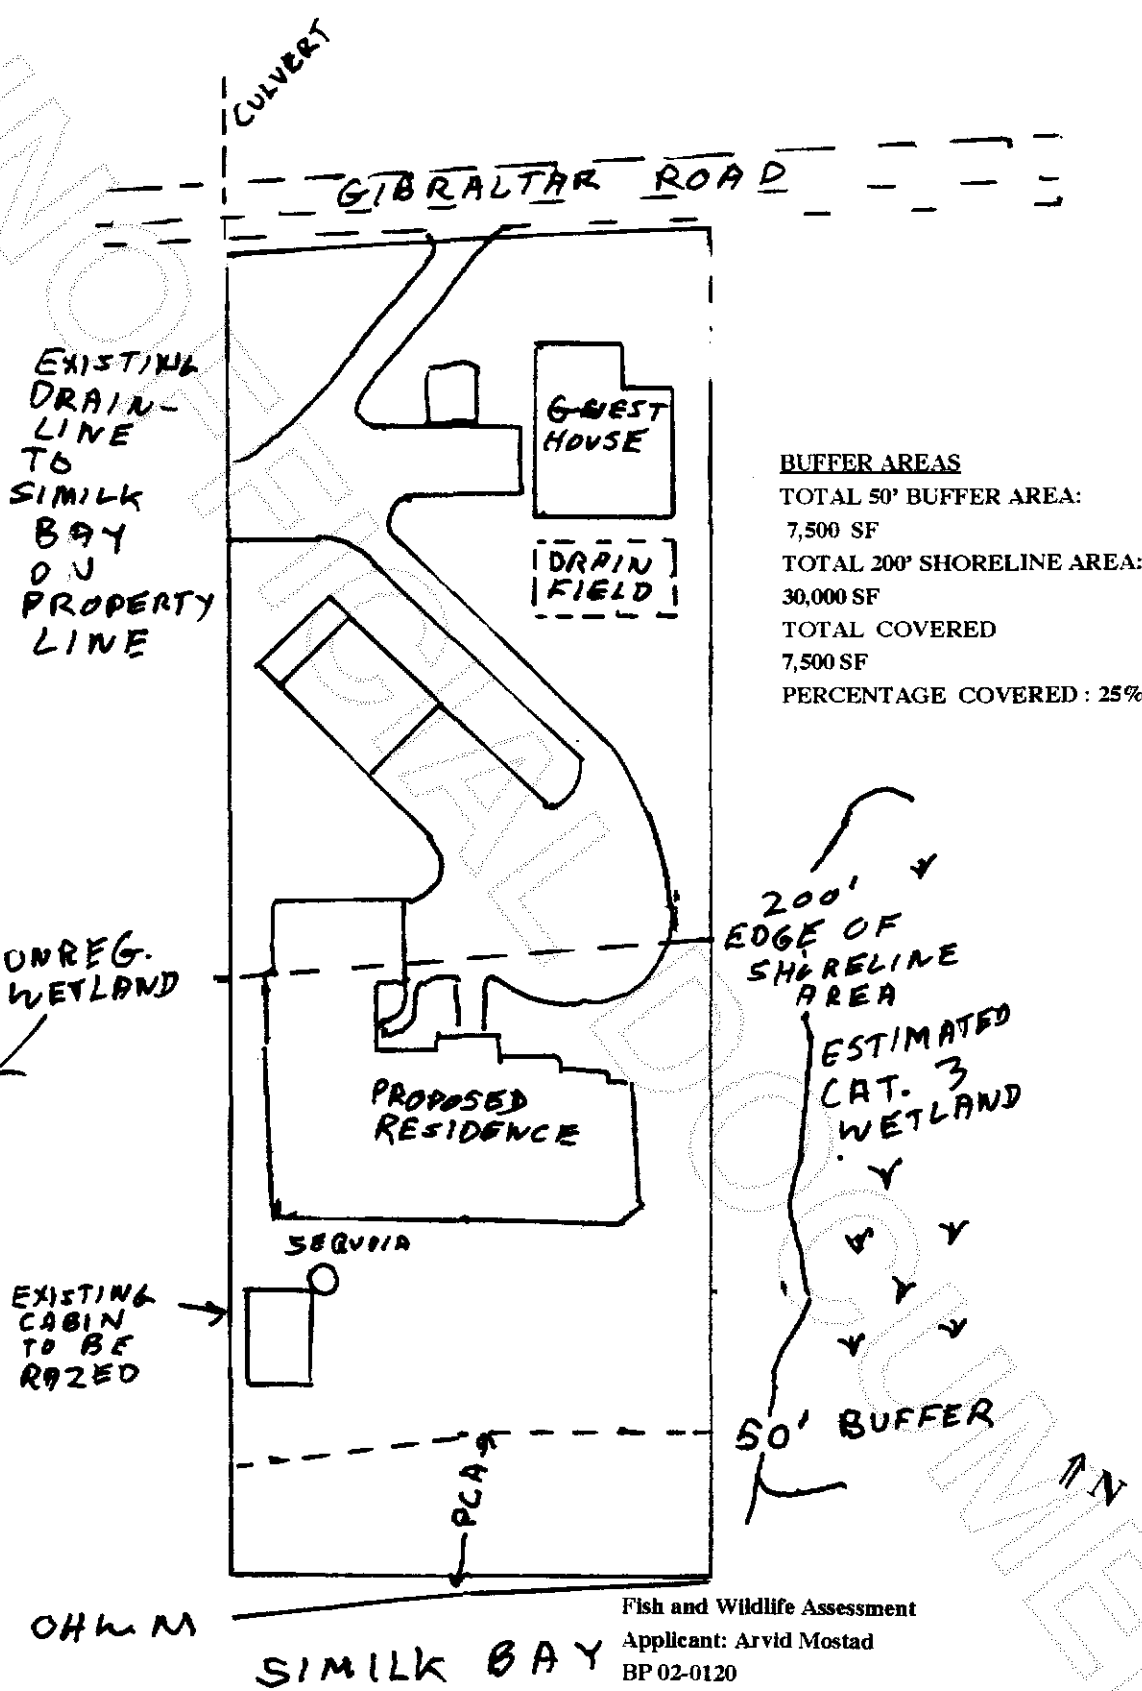 CULVERT
GIBRALTAR ROAD
EXISTING
DRAIN-
LINE
TO
SIMILK
BAY
ON
PROPERTY
LINE
GUEST
HOUSE
DRAIN
FIELD
BUFFER AREAS
TOTAL 50' BUFFER AREA:
7,500 SF
TOTAL 200' SHORELINE AREA:
30,000 SF
TOTAL COVERED
7,500 SF
PERCENTAGE COVERED : 25%
200'
EDGE OF
SHORELINE
AREA
UNREG.
WETLAND
ESTIMATED
CAT. 3
WETLAND
PROPOSED
RESIDENCE
SEQUOIA
EXISTING
CABIN
TO BE
RAZED
50' BUFFER
PCA
N
OHWM
SIMILK BAY
Fish and Wildlife Assessment
Applicant: Arvid Mostad
BP 02-0120
UNOFFICIAL DOCUMEN